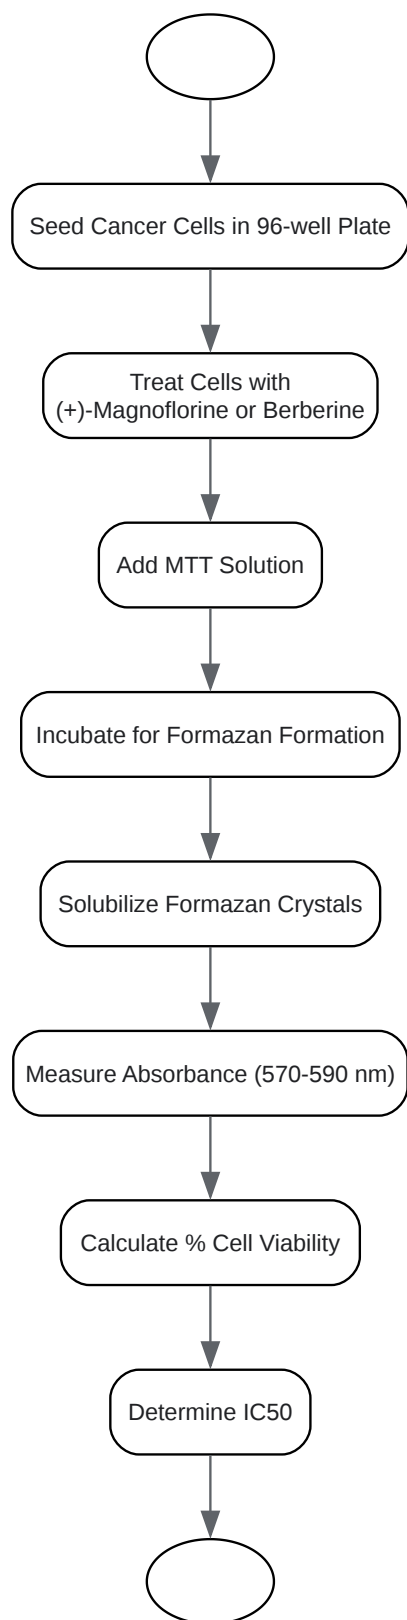 Seed Cancer Cells in 96-well Plate
Treat Cells with
(+)-Magnoflorine or Berberine
Add MTT Solution
Incubate for Formazan Formation
Solubilize Formazan Crystals
Measure Absorbance (570-590 nm)
Calculate % Cell Viability
Determine IC50